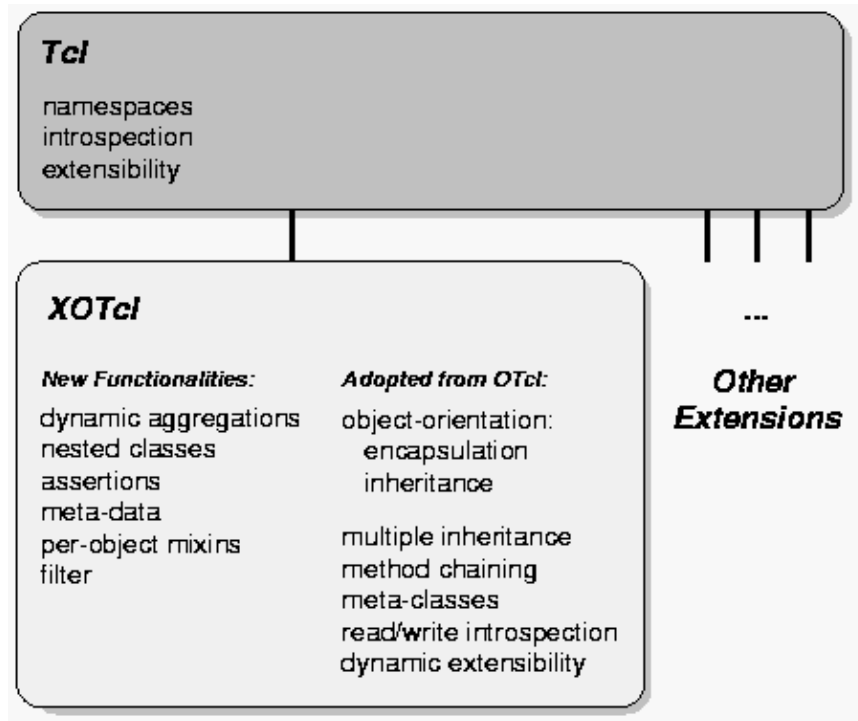 Tcl
namespaces
introspection
extensibility
XOTcl
New Functionalities:
dynamic aggregations
nested classes
assertions
meta-data
per-object mixins
filter
Adopted from OTcl:
object-orientation:
encapsulation
inheritance
multiple inheritance
method chaining
meta-classes
read/write introspection
dynamic extensibility
...
Other
Extensions